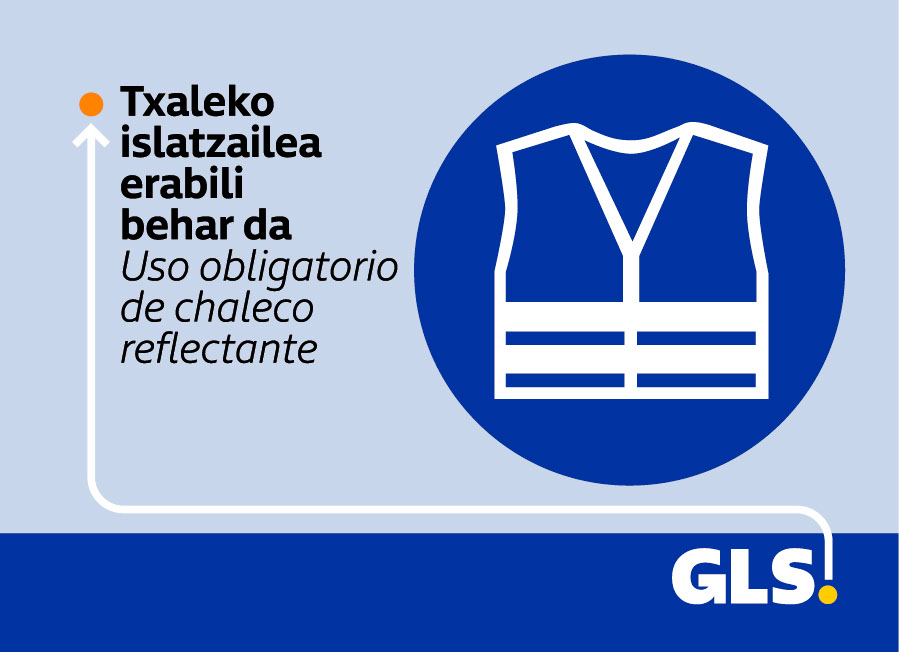 Txaleko
islatzailea
erabili
behar da
Uso obligatorio
de chaleco
reflectante
GLS.